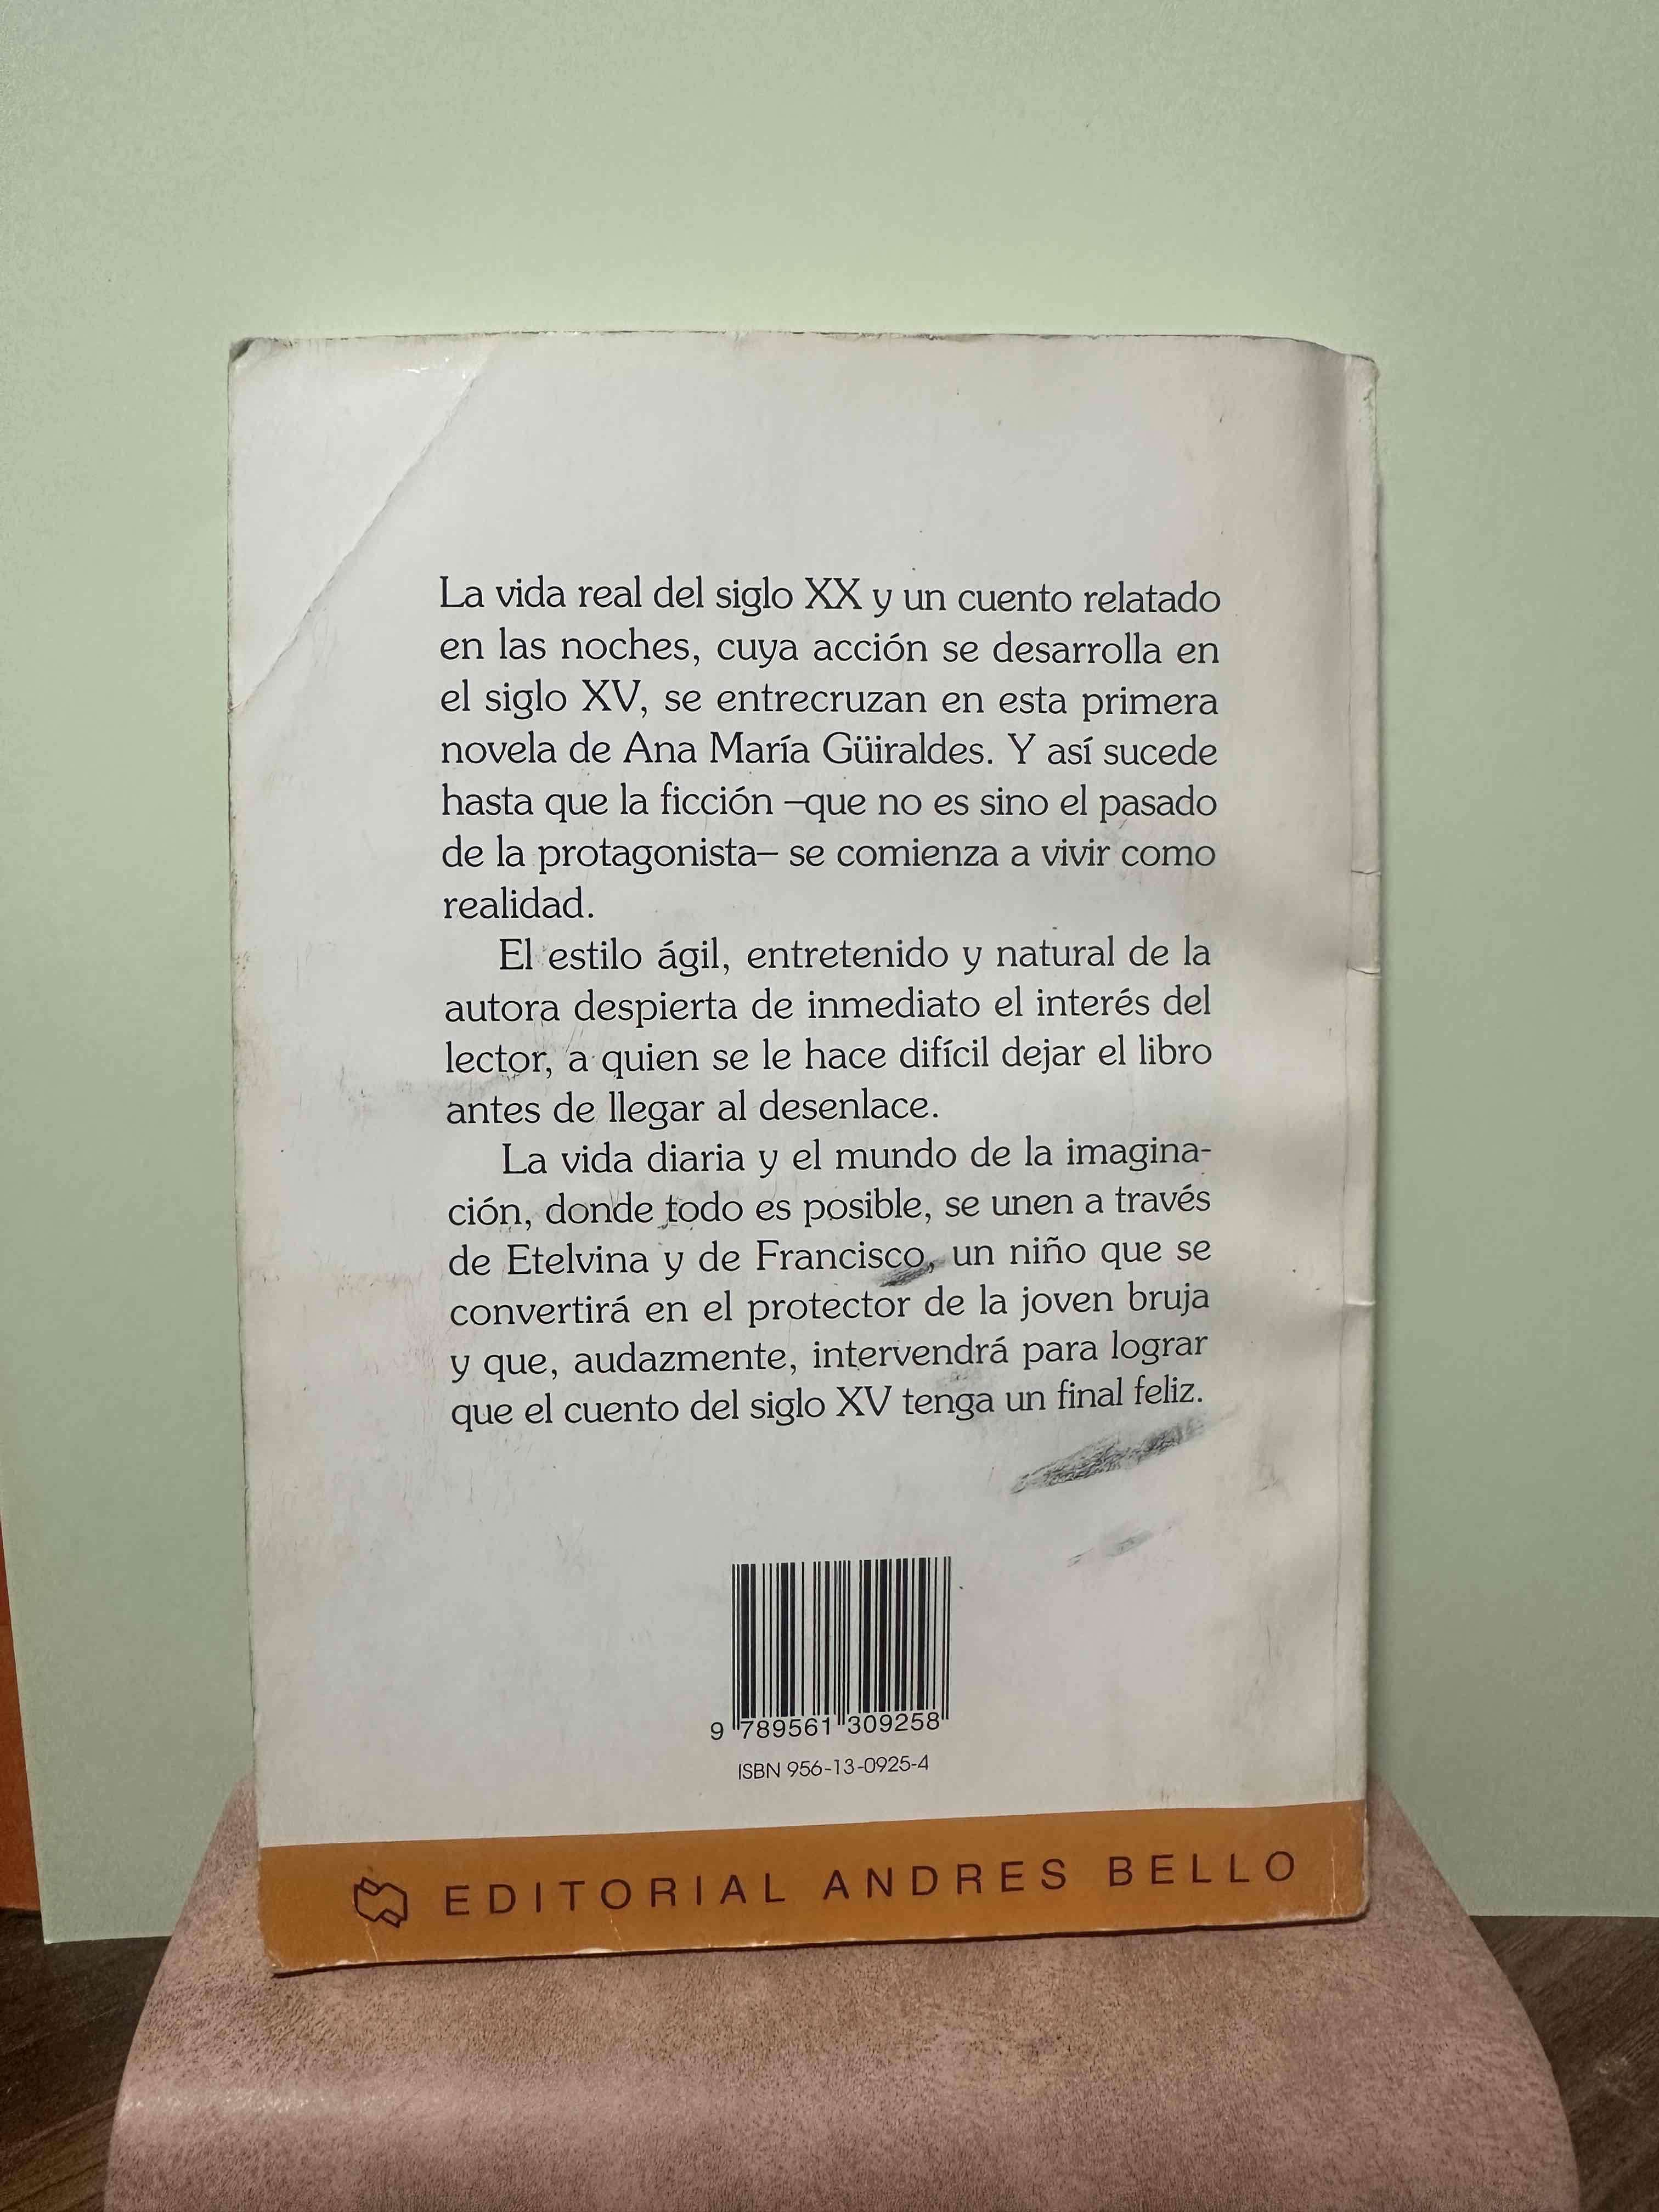 La vida real del siglo XX y un cuento relatado
en las noches, cuya acción se desarrolla en
el siglo XV, se entrecruzan en esta primera
novela de Ana María Güiraldes. Y así sucede
hasta que la ficción –que no es sino el pasado
de la protagonista– se comienza a vivir como
realidad.
El estilo ágil, entretenido y natural de la
autora despierta de inmediato el interés del
lector, a quien se le hace difícil dejar el libro
antes de llegar al desenlace.
La vida diaria y el mundo de la imagina-
ción, donde todo es posible, se unen a través
de Etelvina y de Francisco, un niño que se
convertirá en el protector de la joven bruja
y que, audazmente, intervendrá para lograr
que el cuento del siglo XV tenga un final feliz.
9 789561 309258
ISBN 956-13-0925-4
EDITORIAL ANDRES BELLO